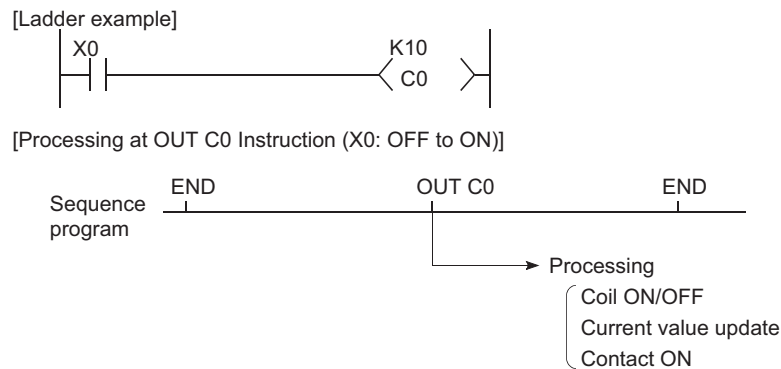 [Ladder example]
X0
K10
C0
[Processing at OUT C0 Instruction (X0: OFF to ON)]
END OUT C0 END
Sequence
program
Processing
Coil ON/OFF
Current value update
Contact ON